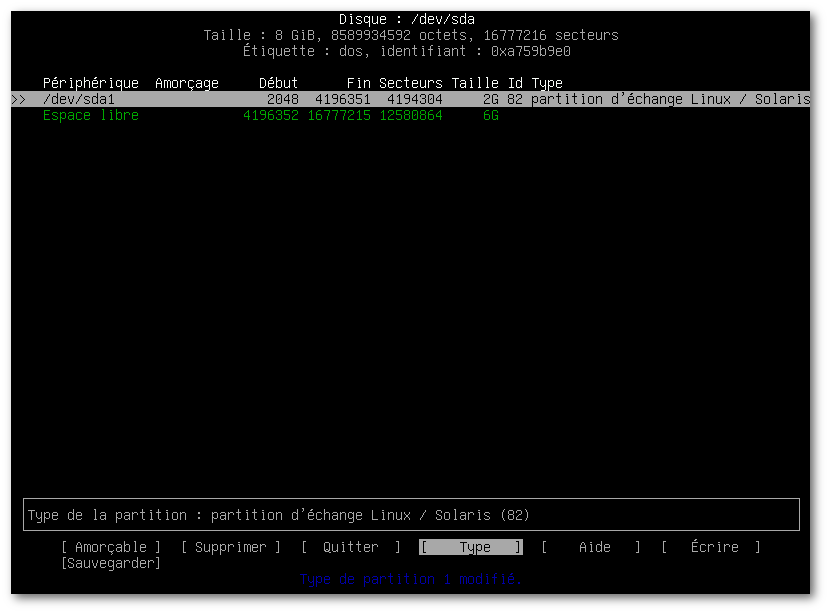 Disque : /dev/sda
Taille : 8 GiB, 8589934592 octets, 16777216 secteurs
Étiquette : dos, identifiant : 0xa759b9e0
Périphérique Amorçage Début Fin Secteurs Taille Id Type
>> /dev/sda1 2048 4196351 4194304 2G 82 partition d'échange Linux / Solaris
Espace libre 4196352 16777215 12580864 6G
Type de la partition : partition d'échange Linux / Solaris (82)
[ Amorçable ] [ Supprimer ] [ Quitter ] [ Type ] [ Aide ] [ Écrire ]
[Sauvegarder]
Type de partition 1 modifié.